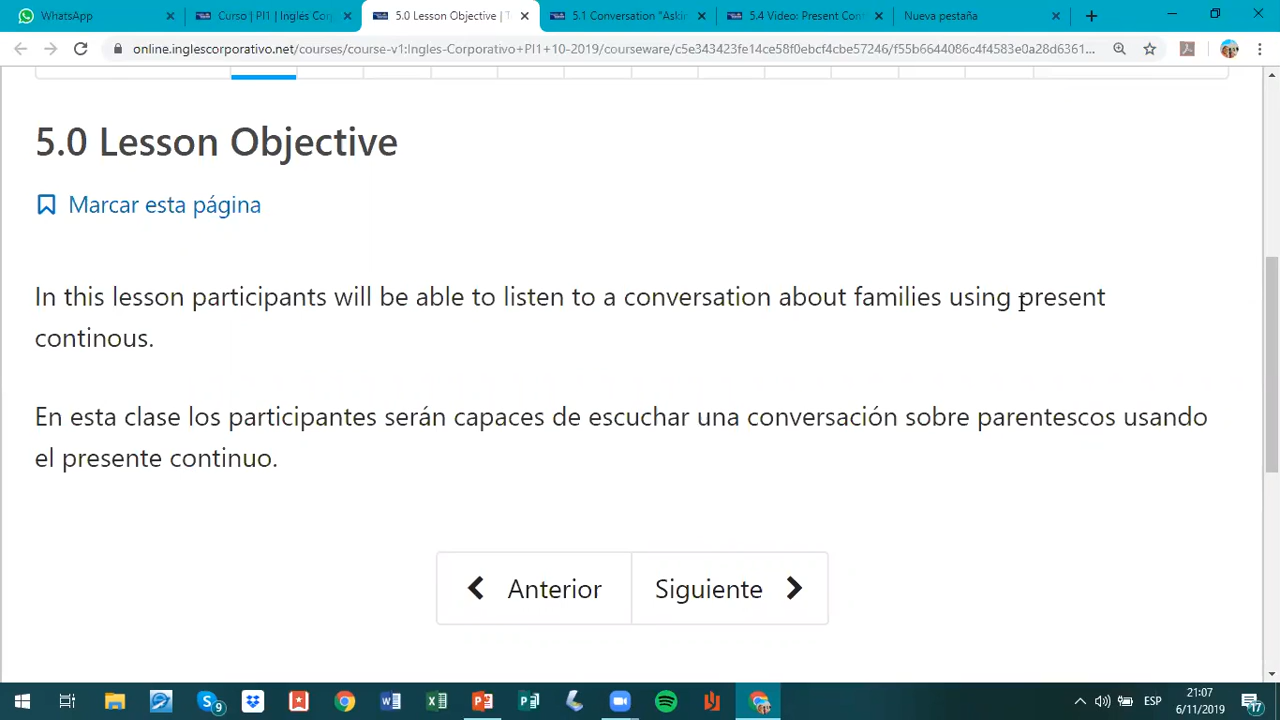 WhatsApp
Curso | PI1 | Ingles Corp
5.0 Lesson Objective | T
5.1 Conversation "Askin
5.4 Video: Present Cont
Nueva pestaña
online.inglescorporativo.net/courses/course-v1:Ingles-Corporativo+PI1+10-2019/courseware/c5e343423fe14ce58f0ebcf4cbe57246/f55b6644086c4f4583e0a28d6361...
5.0 Lesson Objective
Marcar esta página
In this lesson participants will be able to listen to a conversation about families using present
continous.
En esta clase los participantes serán capaces de escuchar una conversación sobre parentescos usando
el presente continuo.
Anterior
Siguiente
9
ESP
21:07
6/11/2019
17